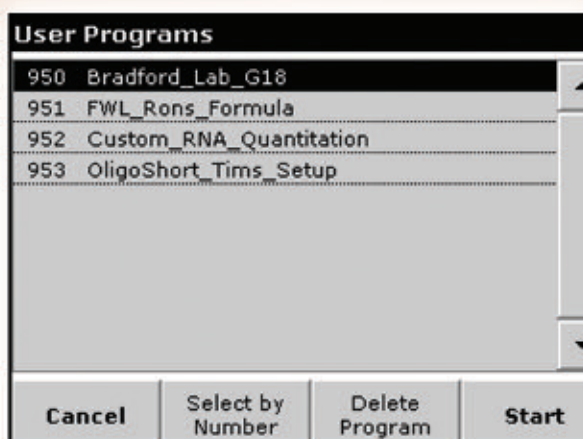 User Programs
950 Bradford_Lab_G18
951 FWL_Rons_Formula
952 Custom_RNA_Quantitation
953 OligoShort_Tims_Setup
Cancel
Select by
Number
Delete
Program
Start